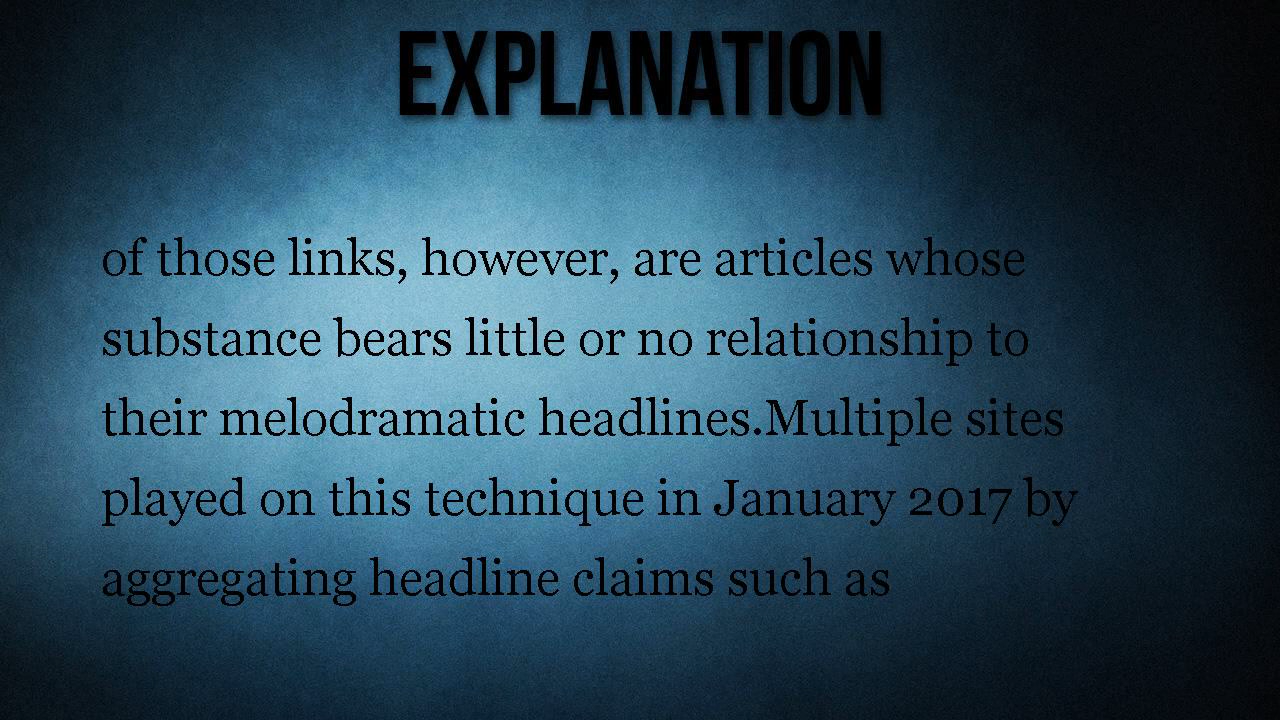 EXPLANATION
of those links, however, are articles whose
substance bears little or no relationship to
their melodramatic headlines.Multiple sites
played on this technique in January 2017 by
aggregating headline claims such as